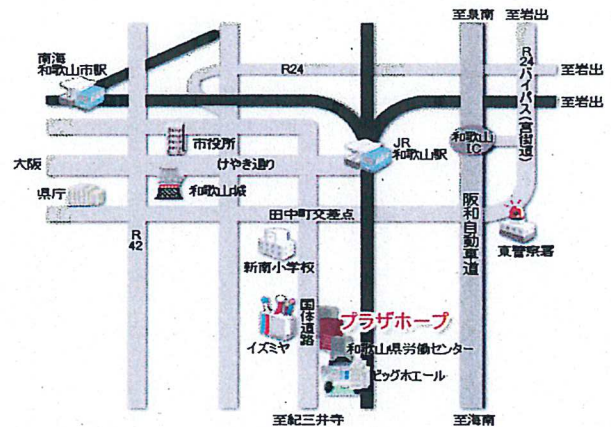 至泉南
至岩出
南海
和歌山市駅
R24
至岩出
R24バイパス(宮街道)
至岩出
市役所
JR
和歌山駅
和歌山
IC
大阪
けやき通り
県庁
和歌山城
田中町交差点
R
42
阪和自動車道
東警察署
新南小学校
国体道路
プラザホープ
イズミヤ
和歌山県労働センター
ビッグホエール
至紀三井寺
至海南